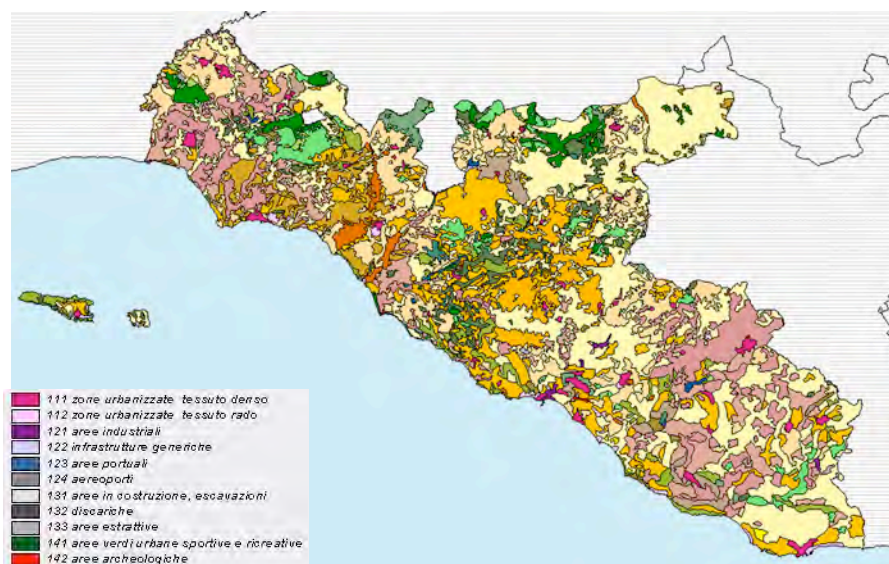 111 zone urbanizzate tessuto denso
112 zone urbanizzate tessuto rado
121 aree industriali
122 infrastrutture generiche
123 aree portuali
124 aereoporti
131 aree in costruzione, escavazioni
132 discariche
133 aree estrattive
141 aree verdi urbane sportive e ricreative
142 aree archeologiche